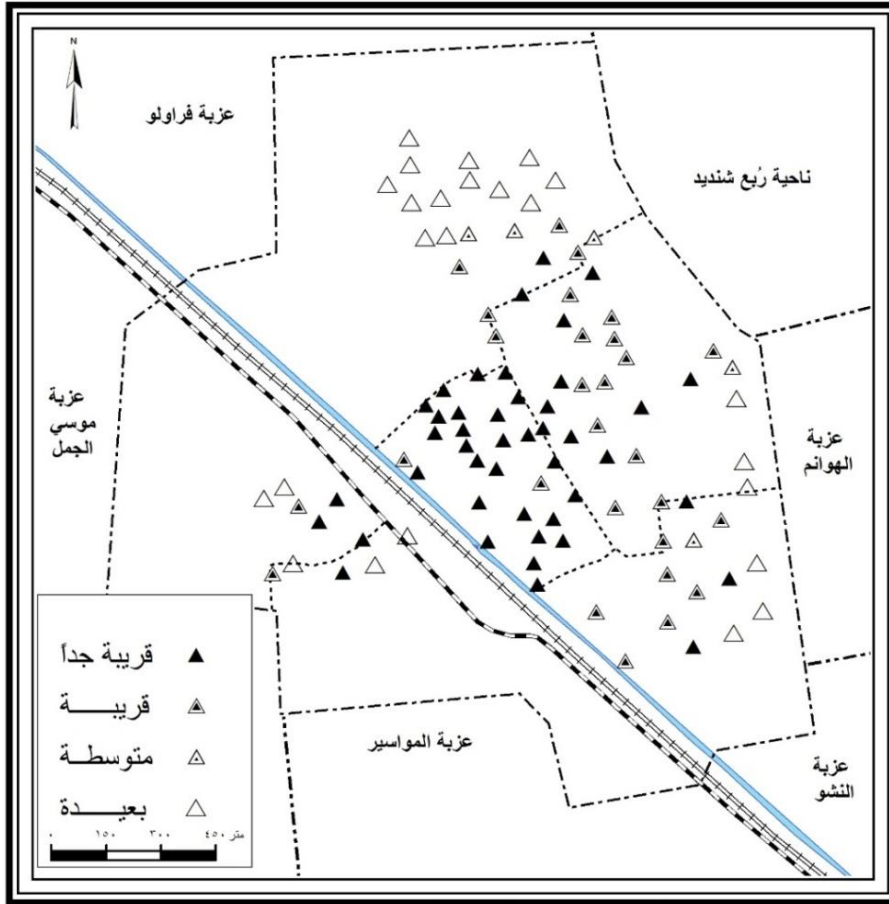 N
عزبة فراولو
ناحية رُبع شنديد
عزبة
موسي
الجمل
عزبة
الهوانم
عزبة المواسير
عزبة
النشو
قريبة جداً
قريبـــــة
متوسطـة
بعيـــدة
٠ ١٥٠ ٣٠٠ ٤٥٠ متر